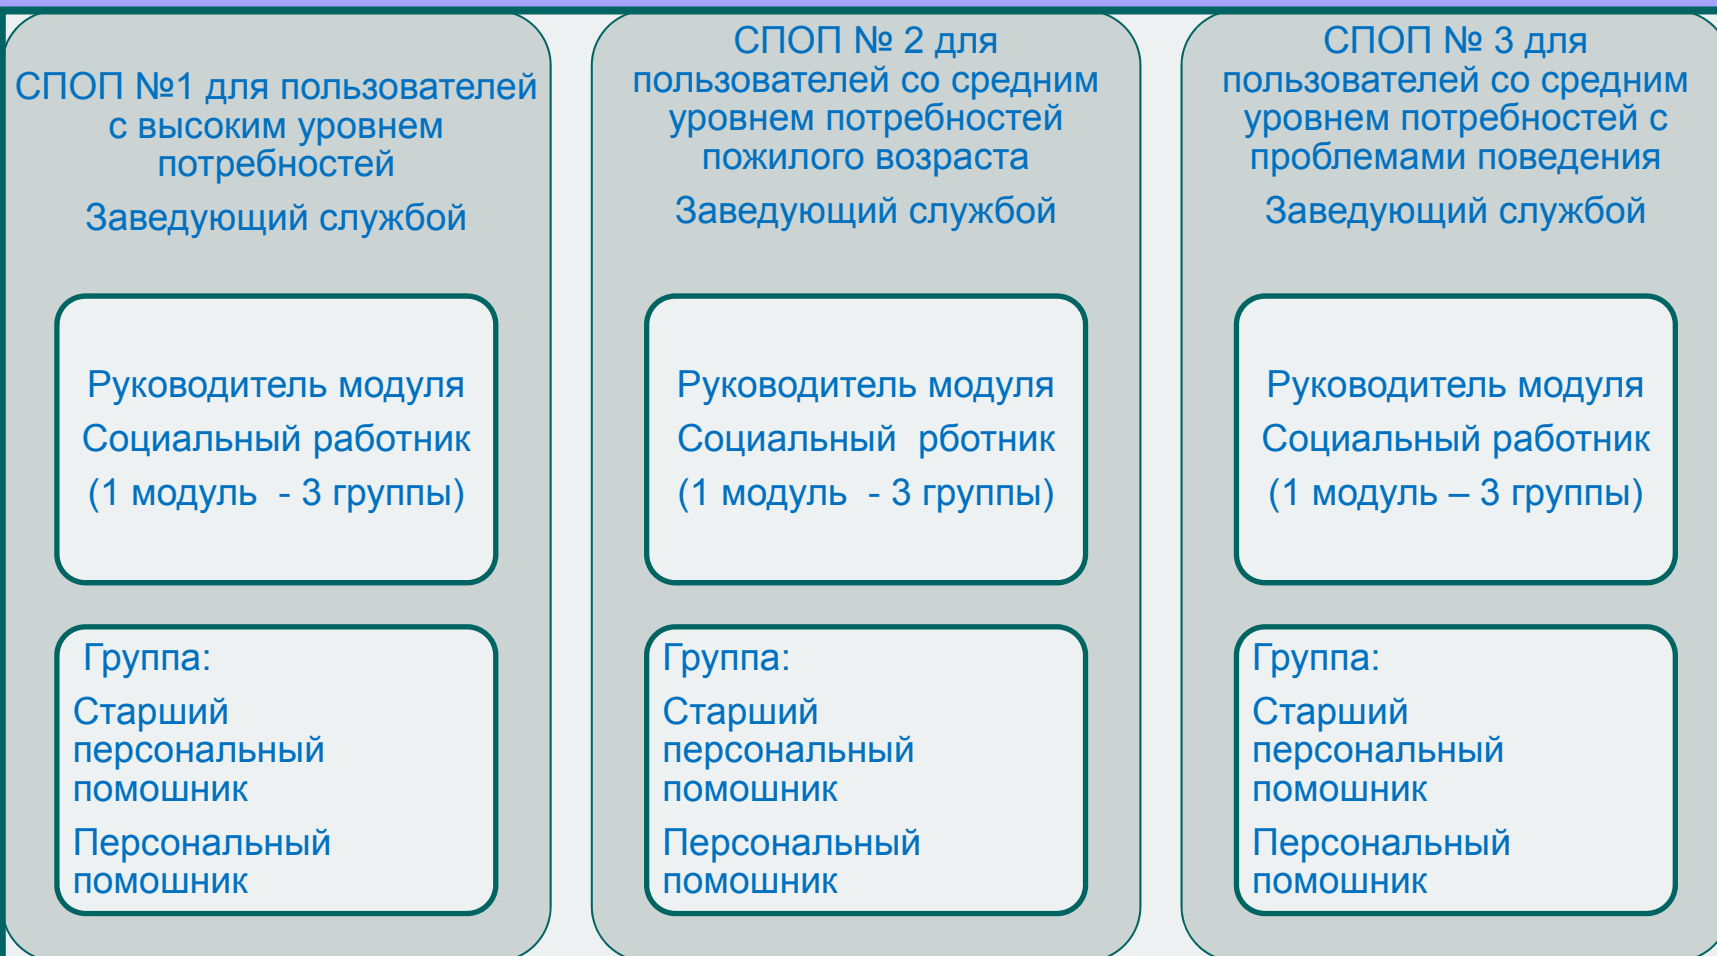 СПОП №1 для пользователей
с высоким уровнем
потребностей
Заведующий службой
Руководитель модуля
Социальный работник
(1 модуль - 3 группы)
Группа:
Старший
персональный
помошник
Персональный
помошник
СПОП № 2 для
пользователей со средним
уровнем потребностей
пожилого возраста
Заведующий службой
Руководитель модуля
Социальный рботник
(1 модуль - 3 группы)
Группа:
Старший
персональный
помошник
Персональный
помошник
СПОП № 3 для
пользователей со средним
уровнем потребностей с
проблемами поведения
Заведующий службой
Руководитель модуля
Социальный работник
(1 модуль – 3 группы)
Группа:
Старший
персональный
помошник
Персональный
помошник